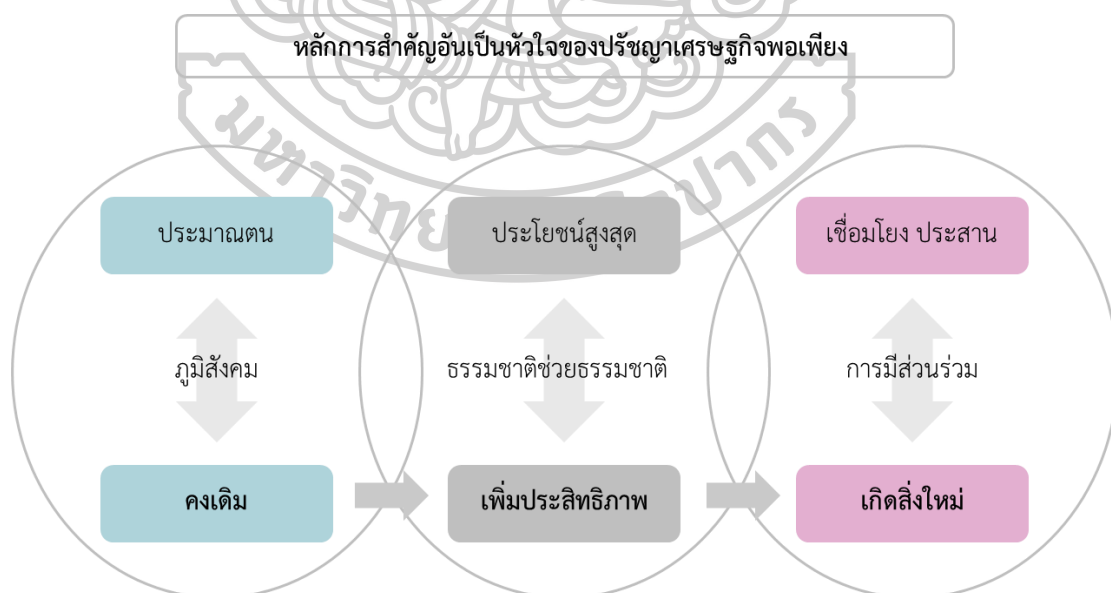 หลักการสำคัญอันเป็นหัวใจของปรัชญาเศรษฐกิจพอเพียง
ประมาณตน
ประโยชน์สูงสุด
เชื่อมโยง ประสาน
ภูมิสังคม
ธรรมชาติช่วยธรรมชาติ
การมีส่วนร่วม
คงเดิม
เพิ่มประสิทธิภาพ
เกิดสิ่งใหม่